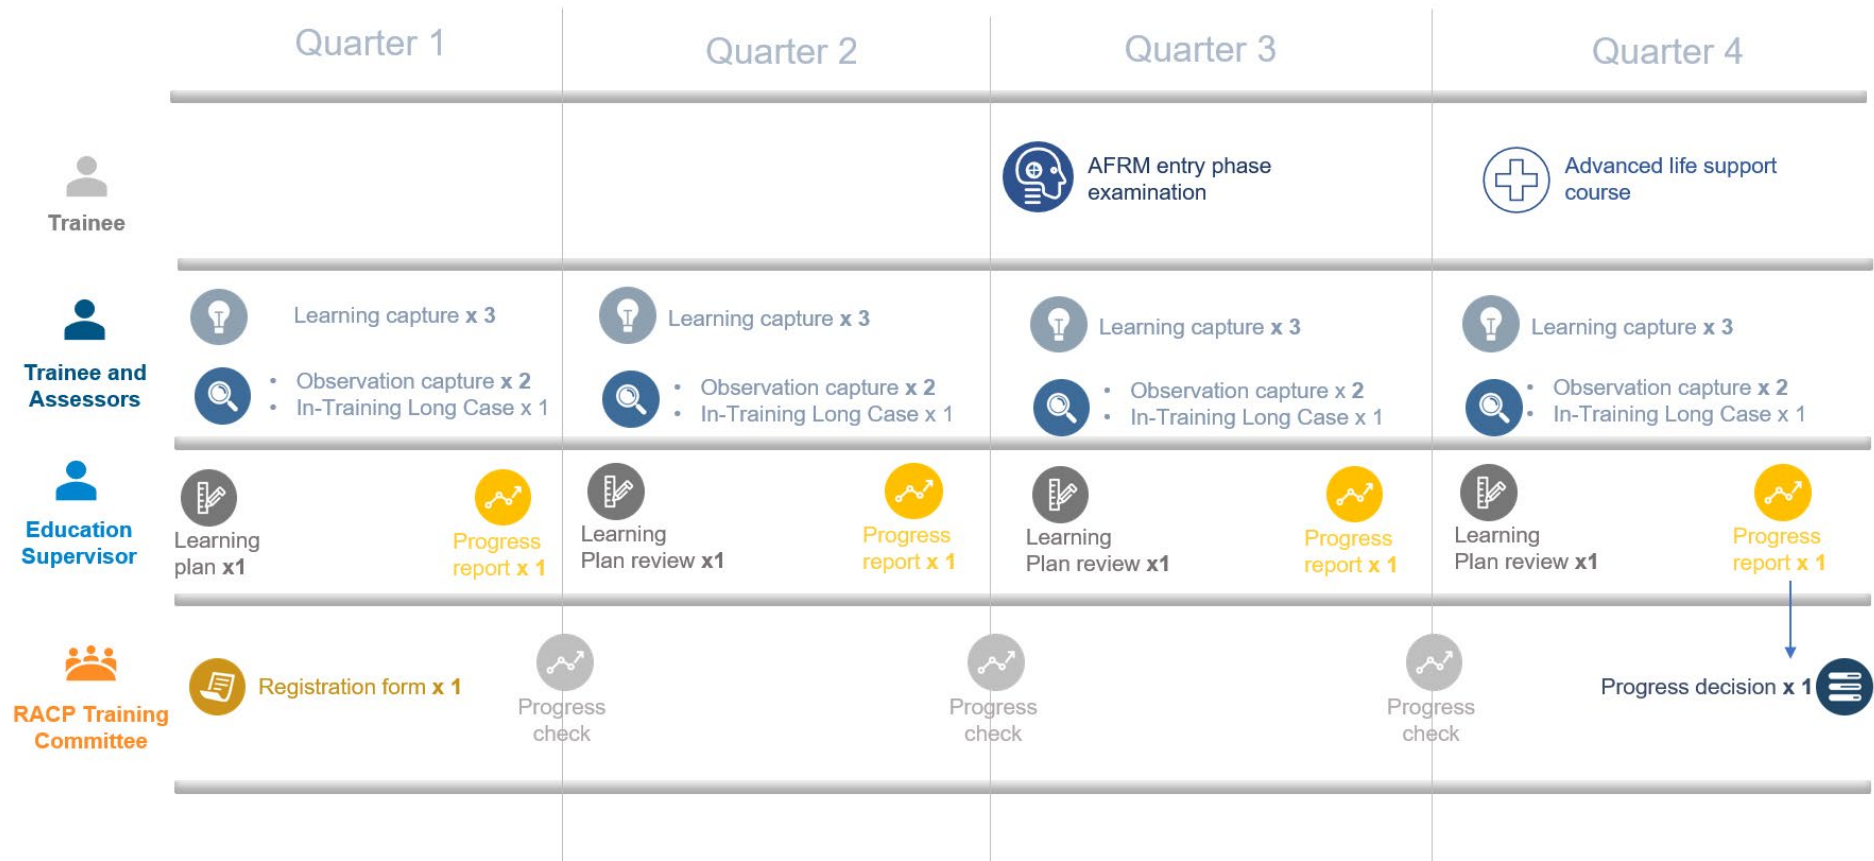 Quarter 1
Quarter 2
Quarter 3
Quarter 4
Trainee
AFRM entry phase
examination
Advanced life support
course
Trainee and
Assessors
Learning capture x 3
• Observation capture x 2
• In-Training Long Case x 1
Learning capture x 3
• Observation capture x 2
• In-Training Long Case x 1
Learning capture x 3
• Observation capture x 2
• In-Training Long Case x 1
Learning capture x 3
• Observation capture x 2
• In-Training Long Case x 1
Education
Supervisor
Learning
plan x1
Progress
report x 1
Learning
Plan review x1
Progress
report x 1
Learning
Plan review x1
Progress
report x 1
Learning
Plan review x1
Progress
report x 1
RACP Training
Committee
Registration form x 1
Progress
check
Progress
check
Progress
check
Progress decision x 1